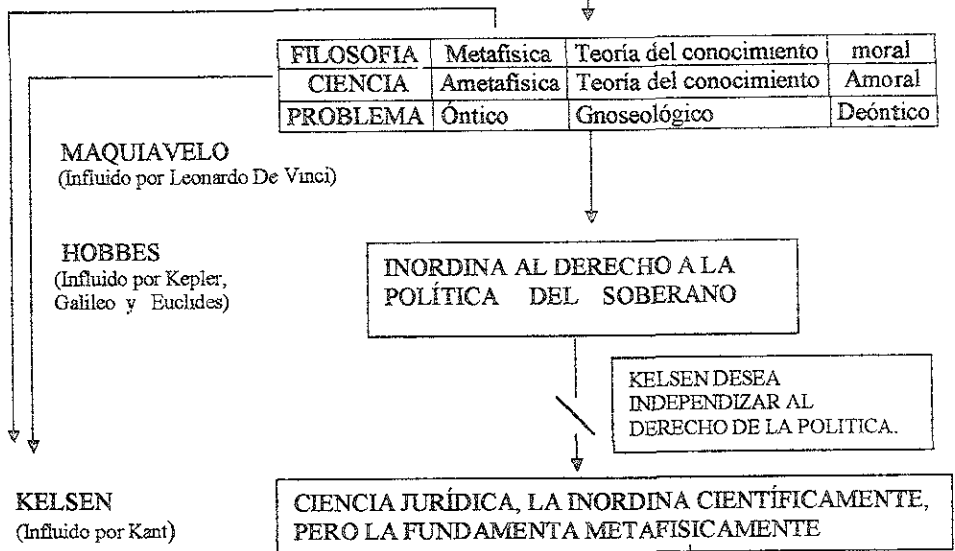 FILOSOFIA Metafísica Teoría del conocimiento moral
CIENCIA Ametafísica Teoría del conocimiento Amoral
PROBLEMA Óntico Gnoseológico Deóntico
MAQUIAVELO
(Influido por Leonardo De Vinci)
HOBBES
(Influido por Kepler,
Galileo y Euclides)
INORDINA AL DERECHO A LA
POLÍTICA DEL SOBERANO
KELSEN DESEA
INDEPENDIZAR AL
DERECHO DE LA POLITICA.
KELSEN
(Influido por Kant)
CIENCIA JURÍDICA, LA INORDINA CIENTÍFICAMENTE,
PERO LA FUNDAMENTA METAFISICAMENTE